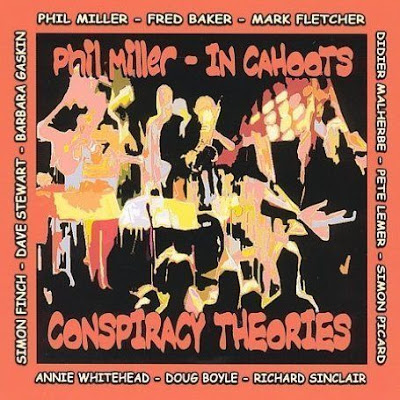 PHIL MILLER - FRED BAKER - MARK FLETCHER
PHIL MILLER - IN CAHOOTS
DIDIER MALHERBE - PETE LEMER - SIMON PICARD
SIMON FINCH - DAVE STEWART - BARBARA GASKIN
CONSPIRACY THEORIES
ANNIE WHITEHEAD - DOUG BOYLE - RICHARD SINCLAIR